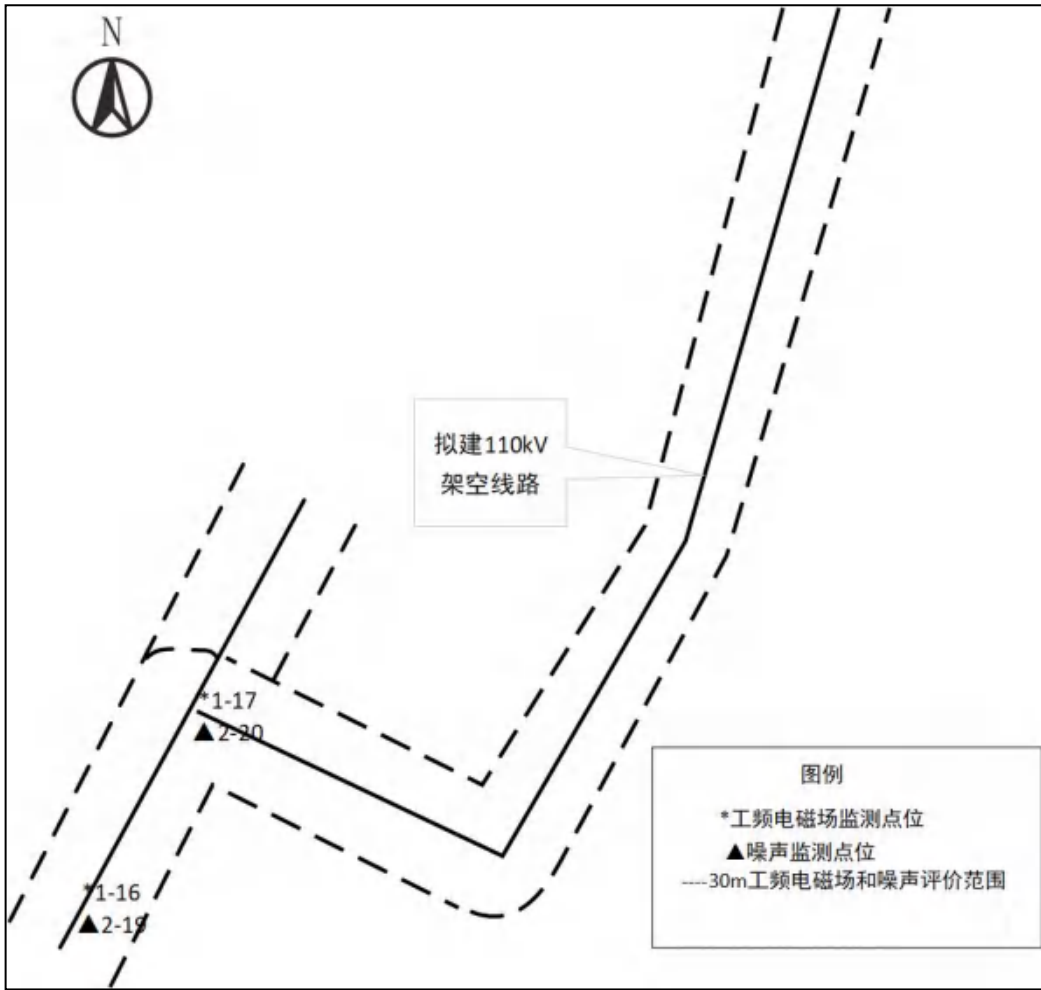 N
拟建110kV
架空线路
*1-17
▲2-20
*1-16
▲2-19
图例
*工频电磁场监测点位
▲噪声监测点位
----30m工频电磁场和噪声评价范围